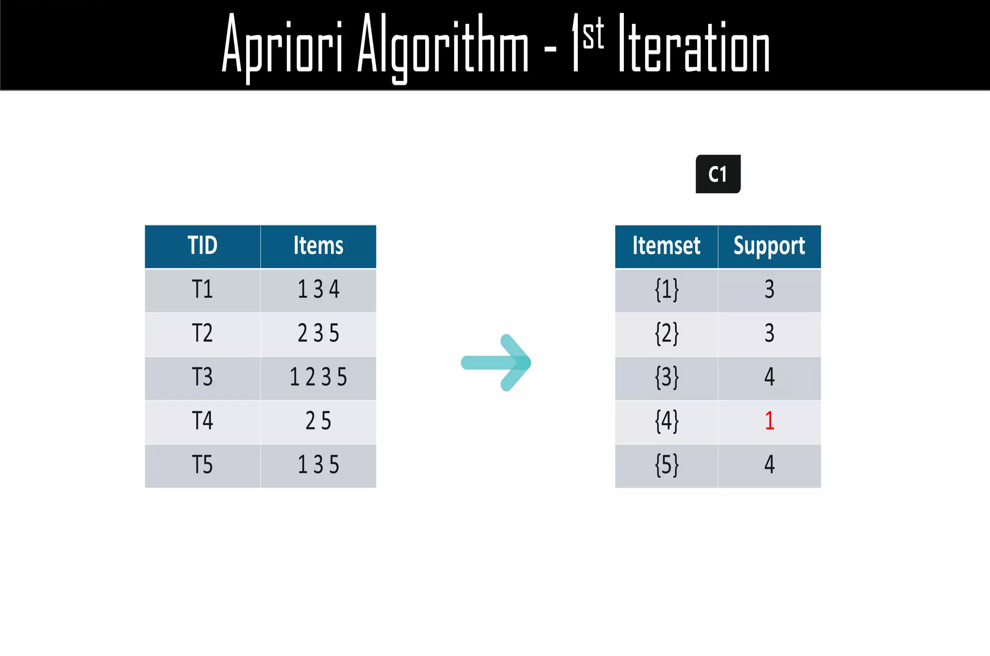 Apriori Algorithm - 1st Iteration
C1
TID Items
T1 1 3 4
T2 2 3 5
T3 1 2 3 5
T4 2 5
T5 1 3 5
Itemset Support
{1} 3
{2} 3
{3} 4
{4} 1
{5} 4